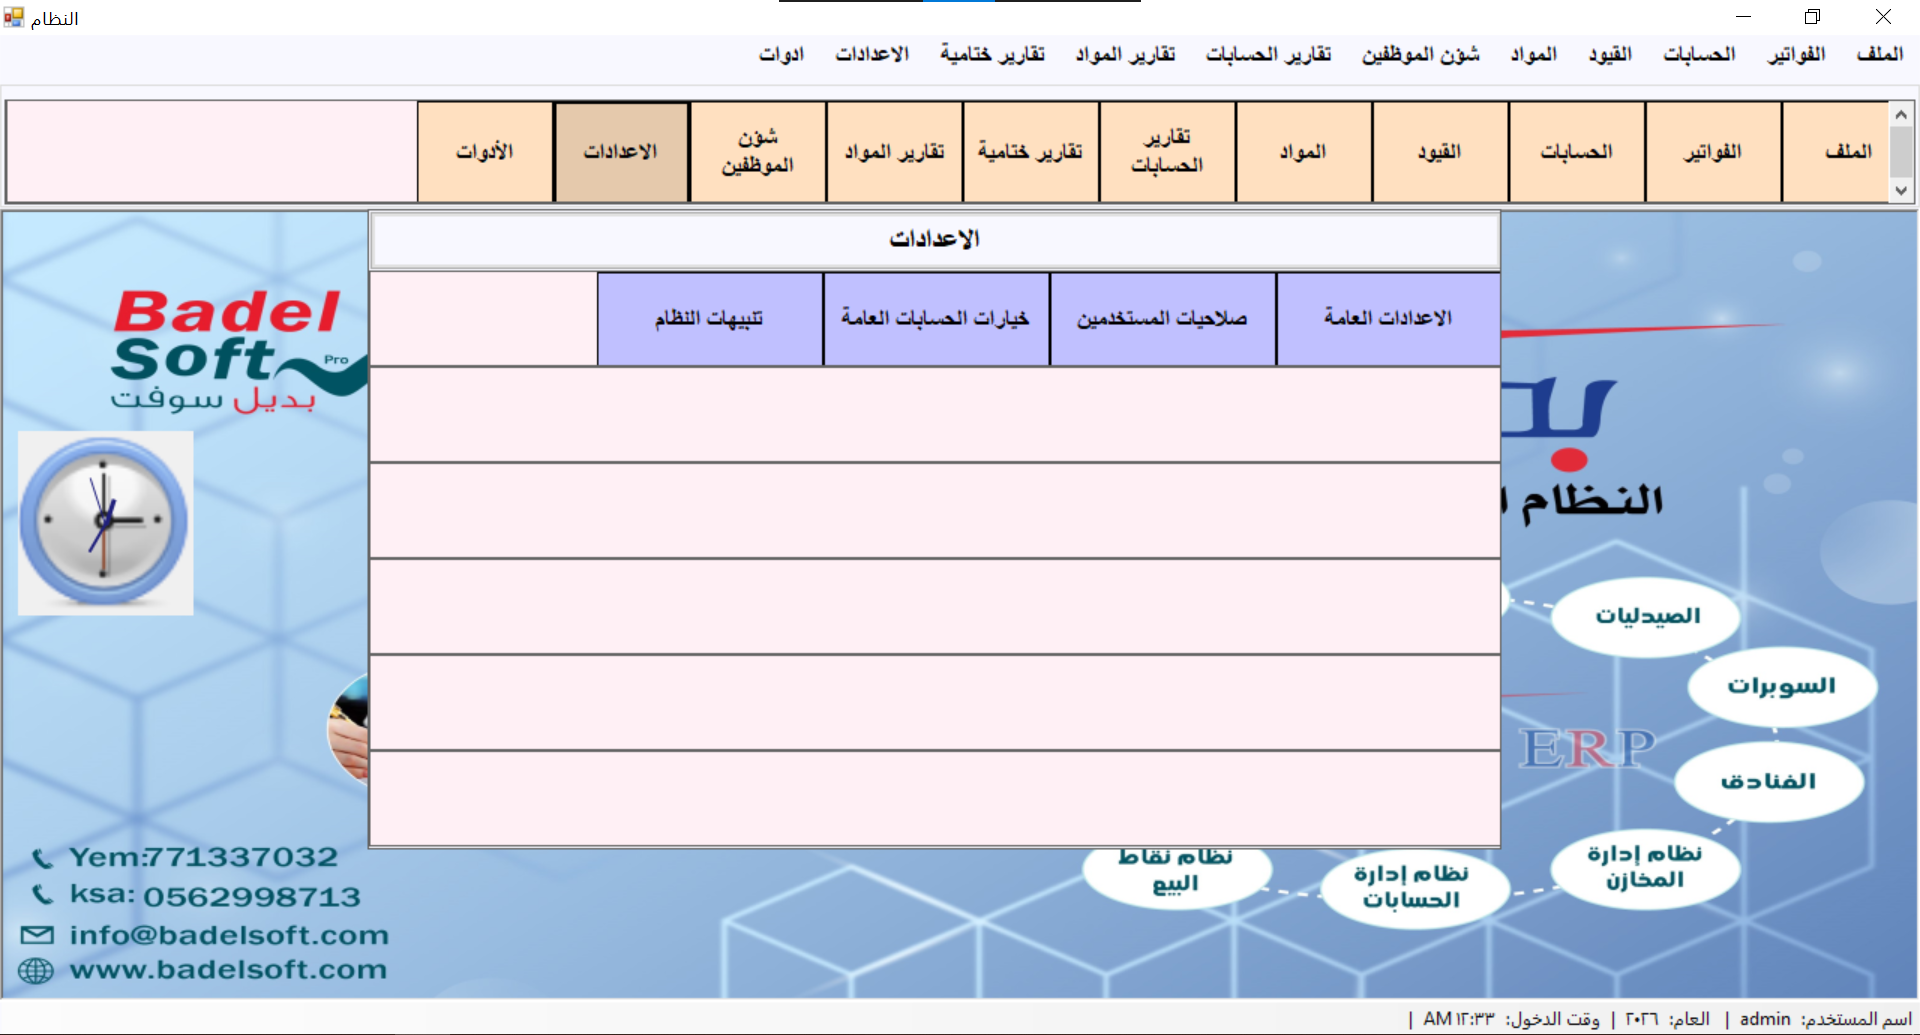 النظام
الملف الفواتير الحسابات القيود المواد شؤن الموظفين تقارير الحسابات تقارير المواد تقارير ختامية الاعدادات ادوات
الملف
الفواتير
الحسابات
القيود
المواد
تقارير
الحسابات
تقارير ختامية
تقارير المواد
شؤن
الموظفين
الاعدادات
الأدوات
الاعدادات
الاعدادات العامة
صلاحيات المستخدمين
خيارات الحسابات العامة
تنبيهات النظام
Badel
Soft Pro
بديل سوفت
النظام
الصيدليات
السوبرات
ERP
الفنادق
نظام إدارة
المخازن
نظام إدارة
الحسابات
نظام نقاط
البيع
Yem:771337032
ksa: 0562998713
info@badelsoft.com
www.badelsoft.com
اسم المستخدم: admin | العام: ٢٠٢٦ | وقت الدخول: ١٢:٣٣ AM |